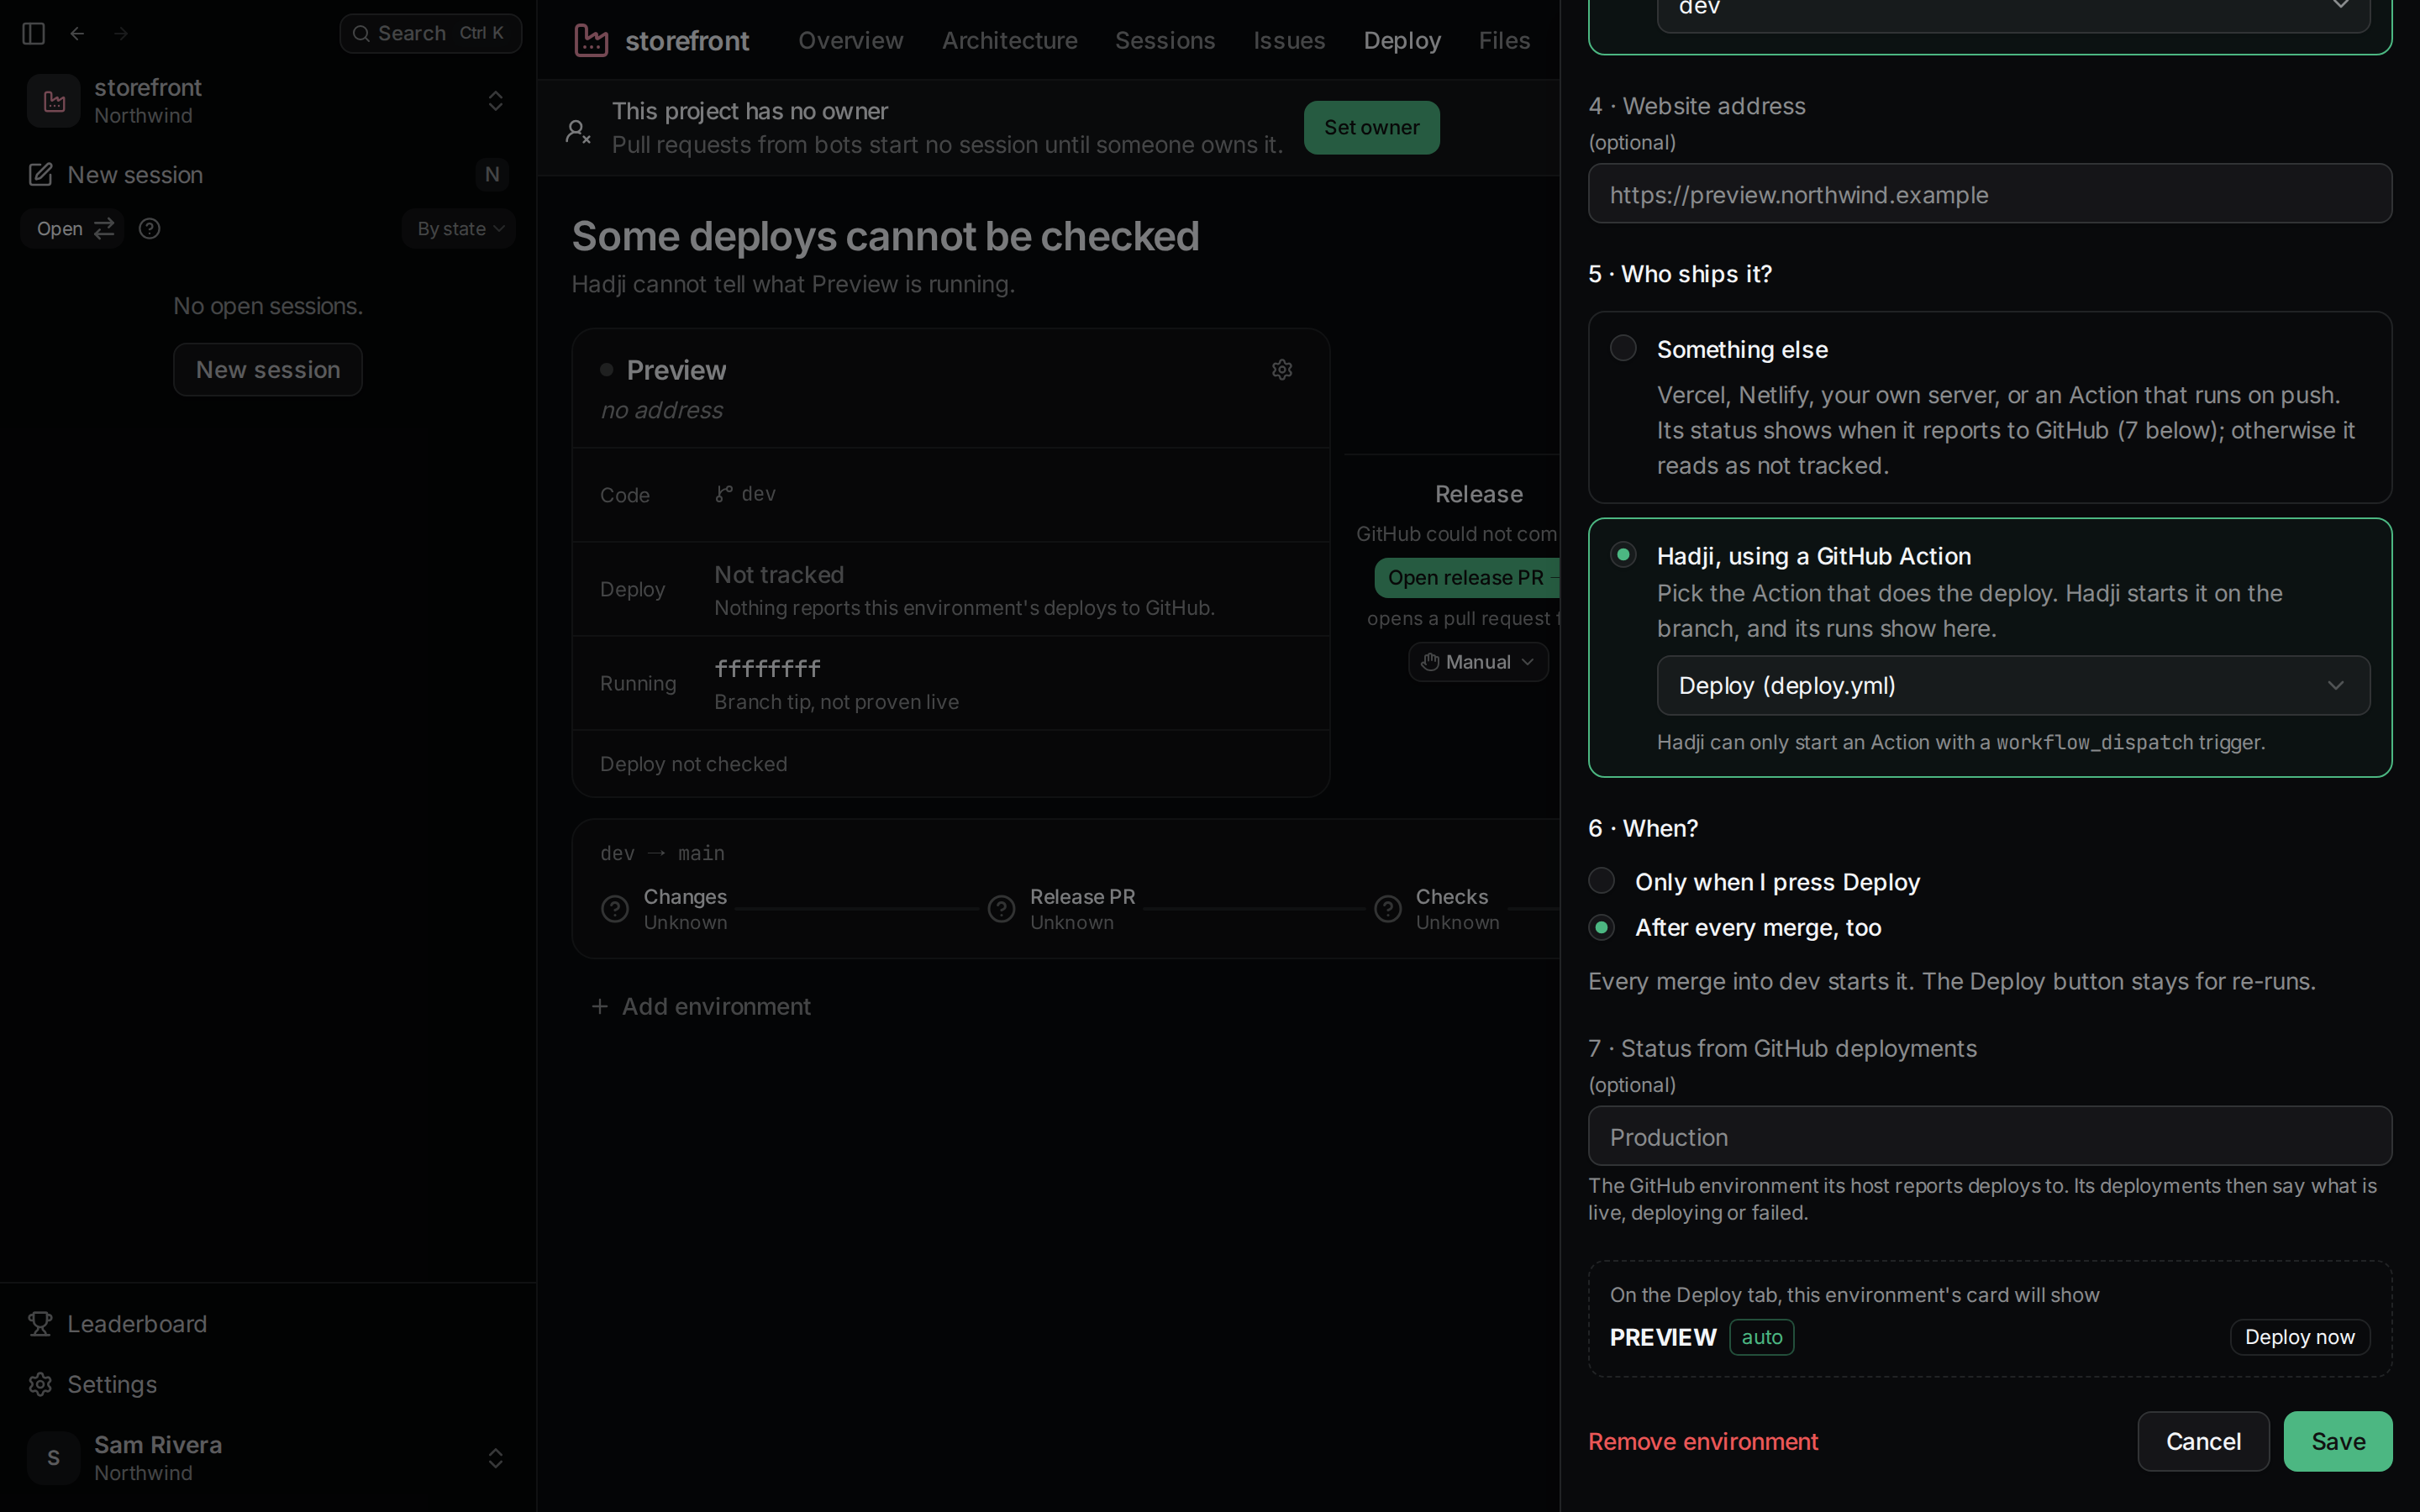 Search Ctrl K
storefront
Northwind
New session N
Open
By state
No open sessions.
New session
Leaderboard
Settings
S
Sam Rivera
Northwind
storefront Overview Architecture Sessions Issues Deploy Files
This project has no owner
Pull requests from bots start no session until someone owns it.
Set owner
Some deploys cannot be checked
Hadji cannot tell what Preview is running.
Preview
no address
Code dev
Deploy Not tracked
Nothing reports this environment's deploys to GitHub.
Running ffffffff
Branch tip, not proven live
Deploy not checked
Release
GitHub could not com
Open release PR
opens a pull request
Manual
dev → main
Changes
Unknown
Release PR
Unknown
Checks
Unknown
+ Add environment
dev
4 · Website address
(optional)
https://preview.northwind.example
5 · Who ships it?
Something else
Vercel, Netlify, your own server, or an Action that runs on push.
Its status shows when it reports to GitHub (7 below); otherwise it
reads as not tracked.
Hadji, using a GitHub Action
Pick the Action that does the deploy. Hadji starts it on the
branch, and its runs show here.
Deploy (deploy.yml)
Hadji can only start an Action with a workflow_dispatch trigger.
6 · When?
Only when I press Deploy
After every merge, too
Every merge into dev starts it. The Deploy button stays for re-runs.
7 · Status from GitHub deployments
(optional)
Production
The GitHub environment its host reports deploys to. Its deployments then say what is
live, deploying or failed.
On the Deploy tab, this environment's card will show
PREVIEW auto
Deploy now
Remove environment
Cancel
Save